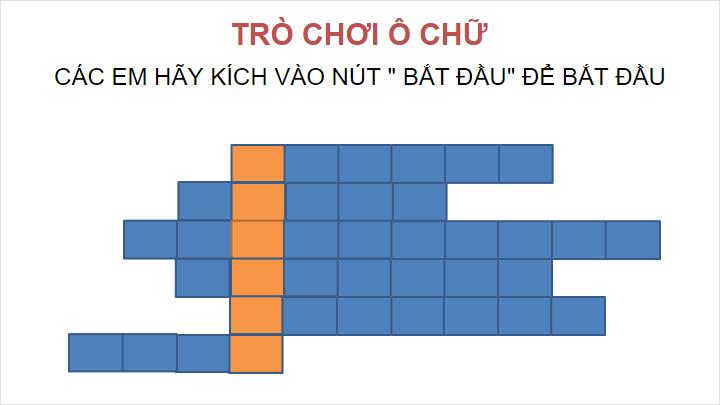 TRÒ CHƠI Ô CHỮ
CÁC EM HÃY KÍCH VÀO NÚT " BẮT ĐẦU" ĐỂ BẮT ĐẦU